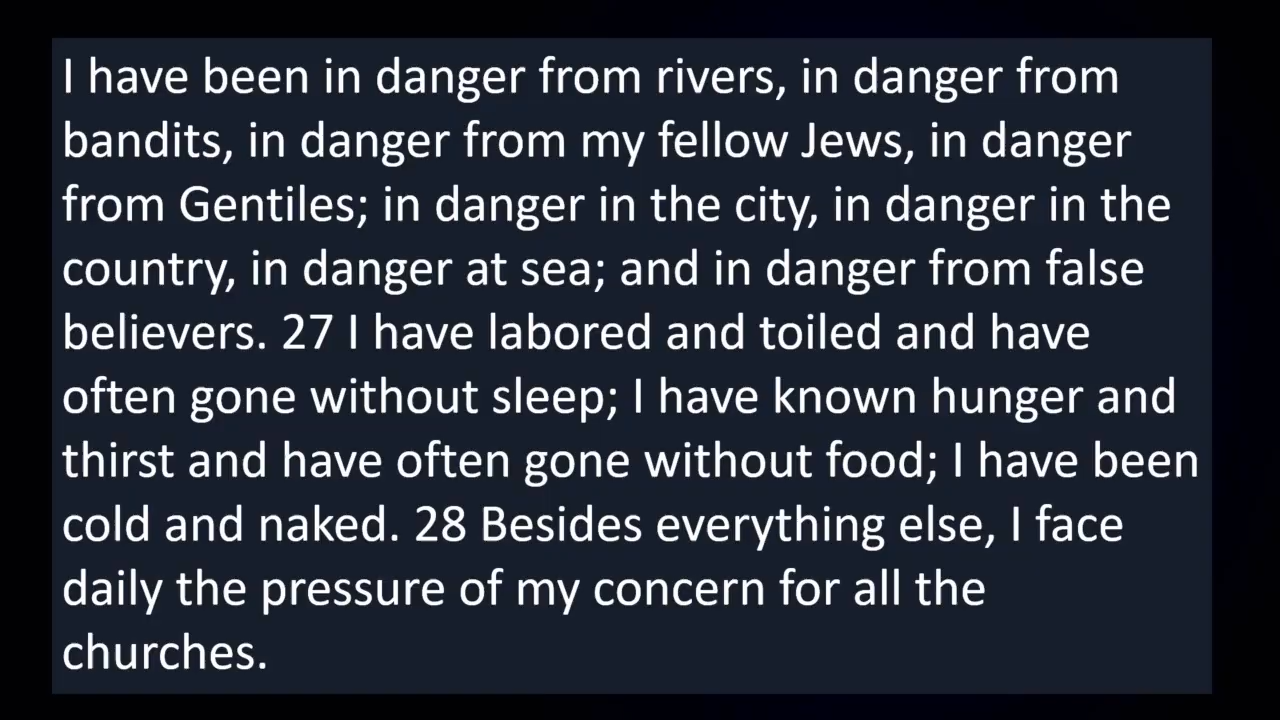 I have been in danger from rivers, in danger from
bandits, in danger from my fellow Jews, in danger
from Gentiles; in danger in the city, in danger in the
country, in danger at sea; and in danger from false
believers. 27 I have labored and toiled and have
often gone without sleep; I have known hunger and
thirst and have often gone without food; I have been
cold and naked. 28 Besides everything else, I face
daily the pressure of my concern for all the
churches.